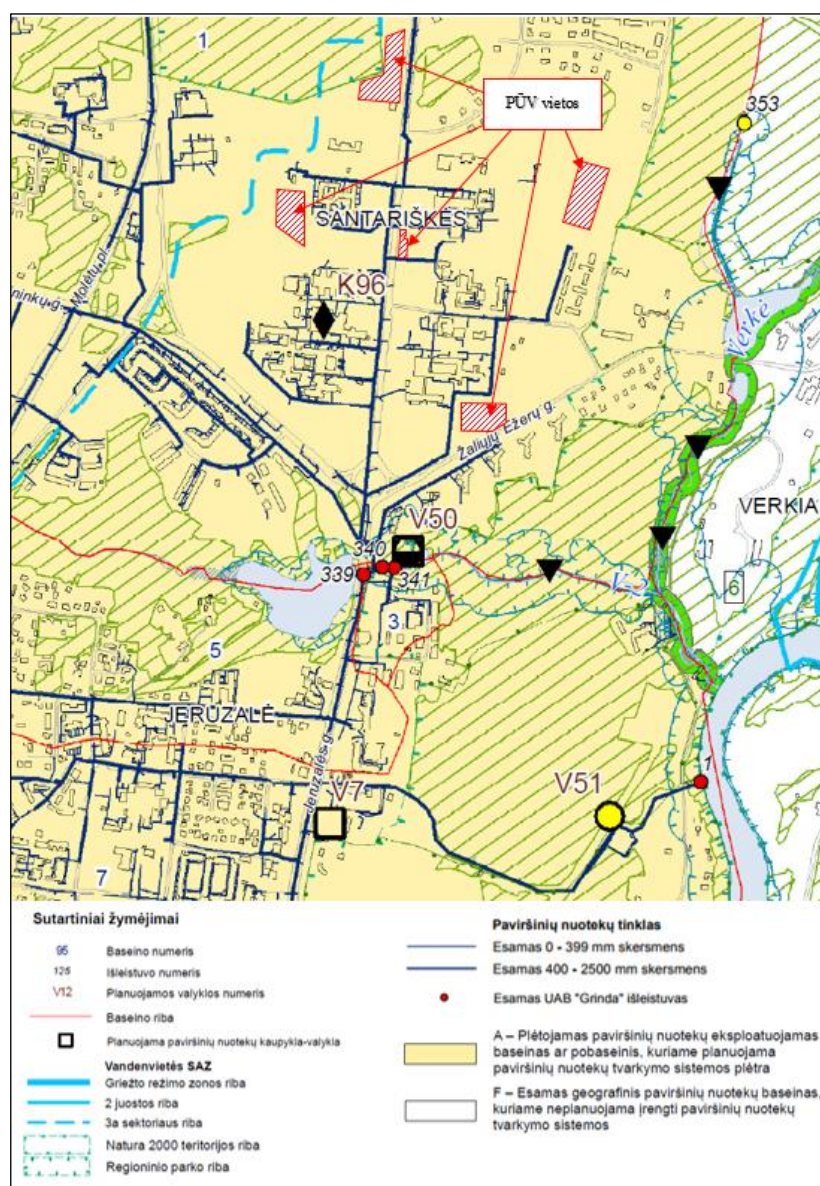 1
353
PŪV vietos
SANTARIŠKĖS
Molėtų pl.
K96
ninkų g.
Verkė
Žaliųjų Ežerų g.
VERKIA
V50
340
339
341
V-2
6
3
5
JERUZALĖ
Jeruzalės g.
V7
V51
1
7
Sutartiniai žymėjimai
95 Baseino numeris
125 Išleistuvo numeris
V12 Planuojamos valyklos numeris
Baseino riba
Planuojama paviršinių nuotekų kaupykla-valykla
Vandenvietės SAZ
Griežto režimo zonos riba
2 juostos riba
3a sektoriaus riba
Natura 2000 teritorijos riba
Regioninio parko riba
Paviršinių nuotekų tinklas
Esamas 0 - 399 mm skersmens
Esamas 400 - 2500 mm skersmens
Esamas UAB "Grinda" išleistuvas
A – Plėtojamas paviršinių nuotekų eksploatuojamas
baseinas ar pobaseinis, kuriame planuojama
paviršinių nuotekų tvarkymo sistemos plėtra
F – Esamas geografinis paviršinių nuotekų baseinas,
kuriame neplanuojama įrengti paviršinių nuotekų
tvarkymo sistemos